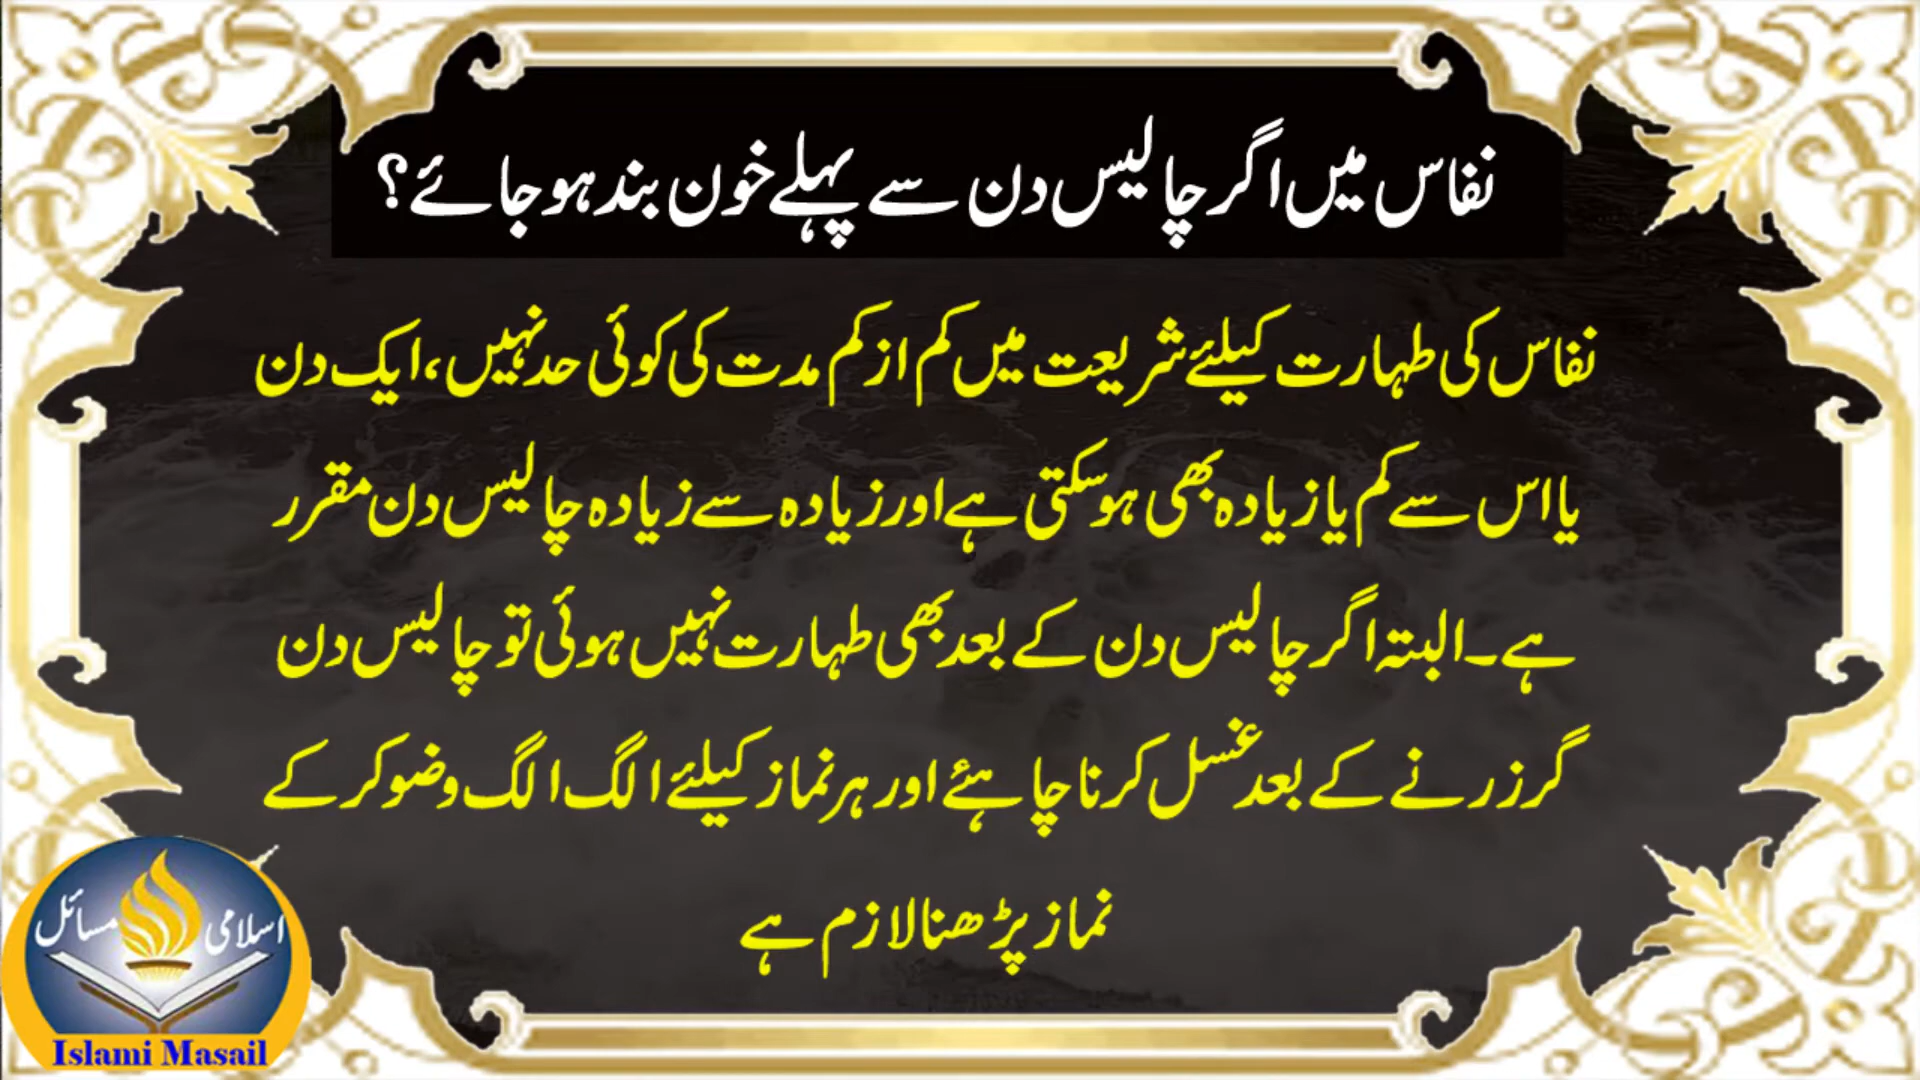 نفاس میں اگر چالیس دن سے پہلے خون بند ہو جائے؟
نفاس کی طہارت کیلئے شریعت میں کم از کم مدت کی کوئی حد نہیں، ایک دن
یا اس سے کم یا زیادہ بھی ہوسکتی ہے اور زیادہ سے زیادہ چالیس دن مقرر
ہے۔ البتہ اگر چالیس دن کے بعد بھی طہارت نہیں ہوئی تو چالیس دن
گرزرنے کے بعد غسل کرنا چاہئے اور ہر نماز کیلئے الگ الگ وضو کر کے
نماز پڑھنا لازم ہے
اسلامی مسائل
Islami Masail